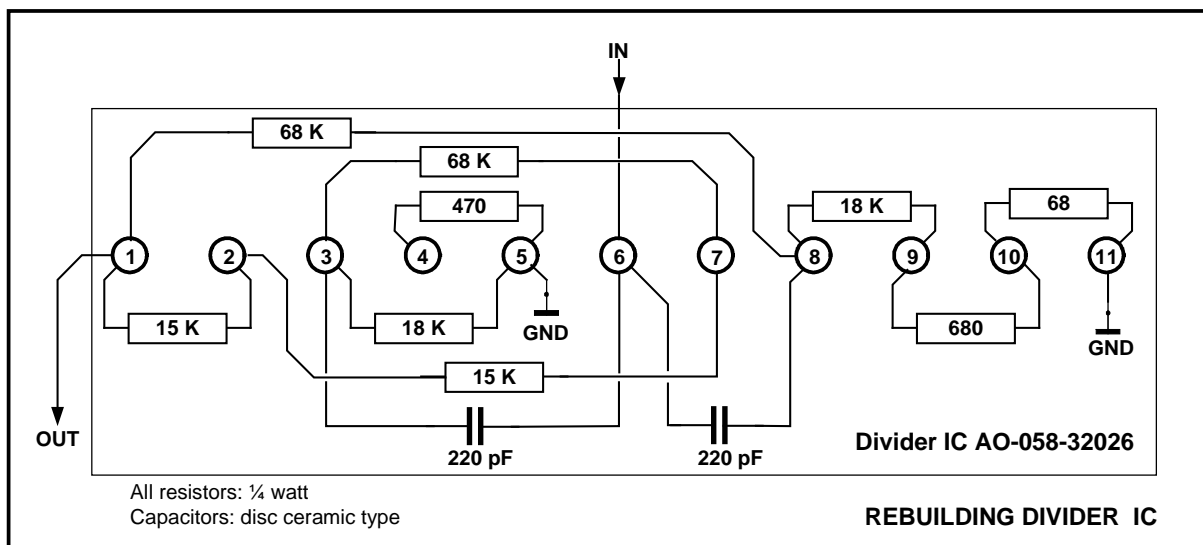 IN
68 K
68 K
470
18 K
68
1
2
3
4
5
6
7
8
9
10
11
15 K
18 K
GND
680
GND
15 K
OUT
220 pF
220 pF
Divider IC AO-058-32026
All resistors: ¼ watt
Capacitors: disc ceramic type
REBUILDING DIVIDER IC